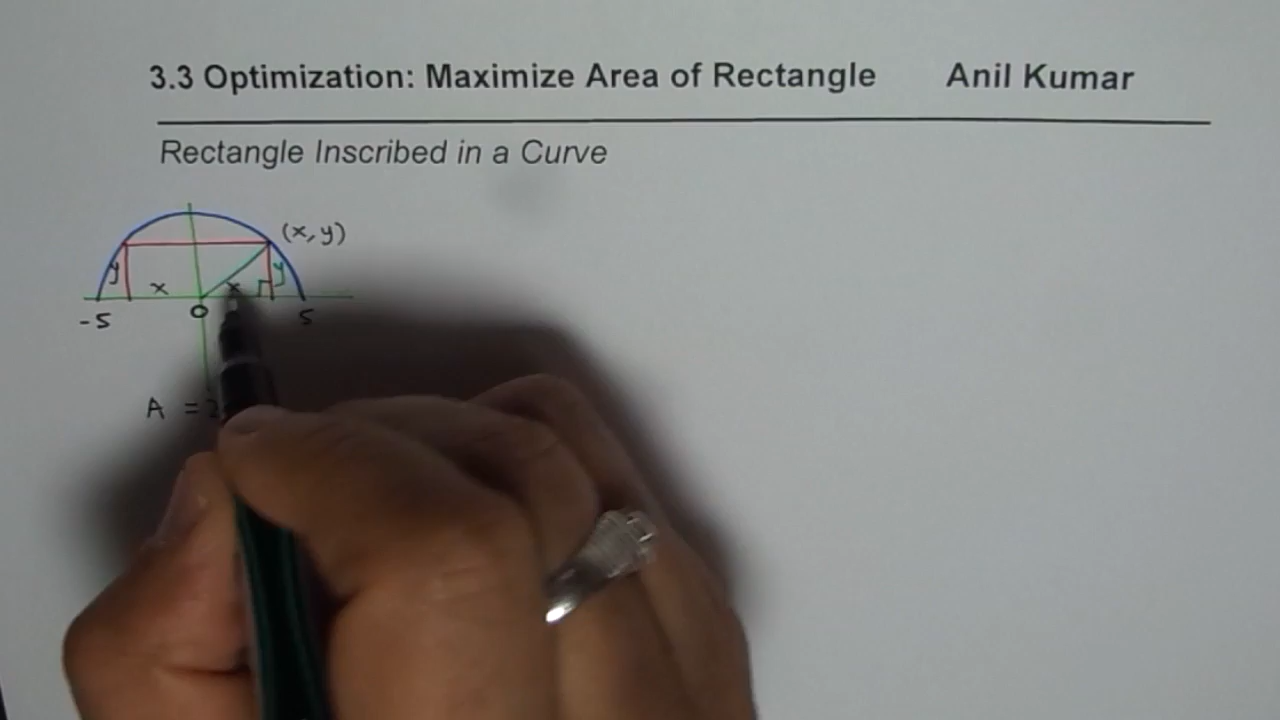 3.3 Optimization: Maximize Area of Rectangle Anil Kumar
Rectangle Inscribed in a Curve
(x, y)
y x x y
-5 0 5
A =